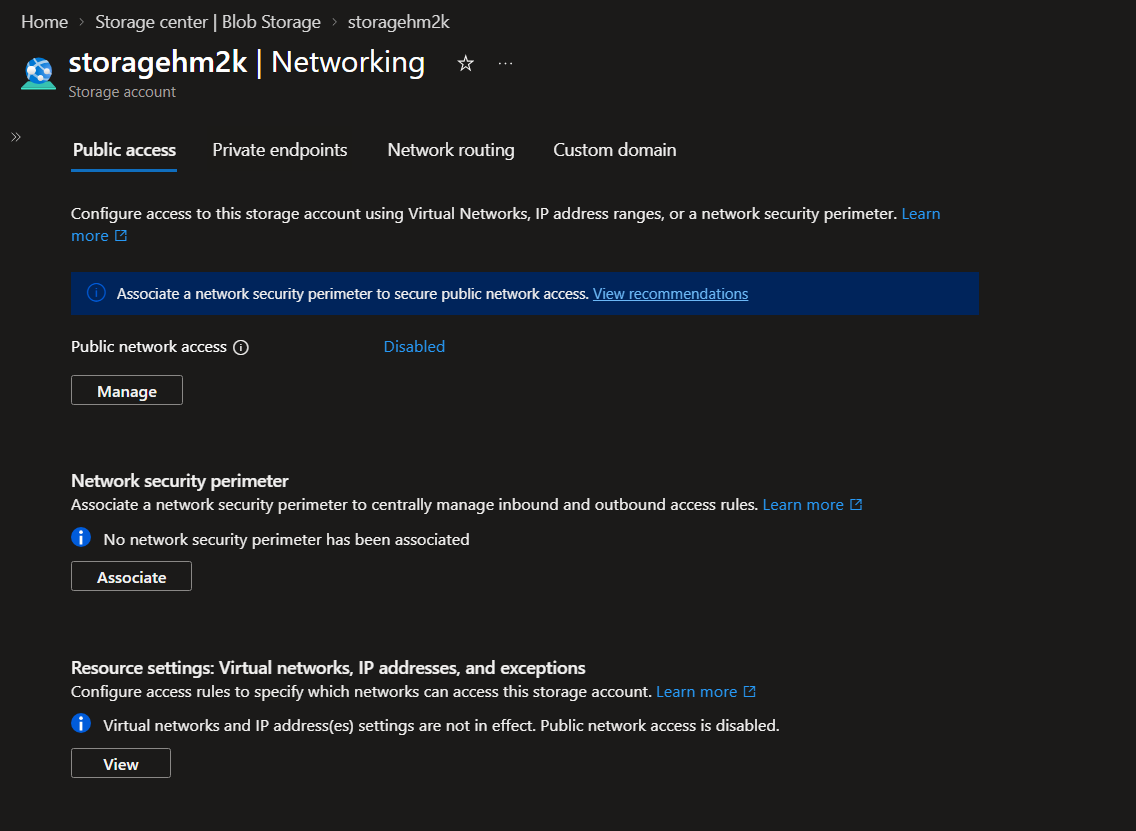 Home > Storage center | Blob Storage > storagehm2k
storagehm2k | Networking ☆ ...
Storage account
»
Public access Private endpoints Network routing Custom domain
Configure access to this storage account using Virtual Networks, IP address ranges, or a network security perimeter. Learn
more
Associate a network security perimeter to secure public network access. View recommendations
Public network access Disabled
Manage
Network security perimeter
Associate a network security perimeter to centrally manage inbound and outbound access rules. Learn more
No network security perimeter has been associated
Associate
Resource settings: Virtual networks, IP addresses, and exceptions
Configure access rules to specify which networks can access this storage account. Learn more
Virtual networks and IP address(es) settings are not in effect. Public network access is disabled.
View